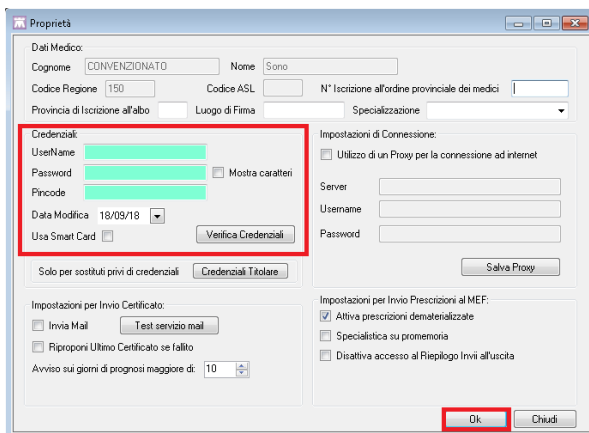 Proprietà
Dati Medico:
Cognome CONVENZIONATO Nome Sono
Codice Regione 150 Codice ASL N° Iscrizione all'ordine provinciale dei medici
Provincia di Iscrizione all'albo Luogo di Firma Specializzazione
Credenziali:
UserName
Password Mostra caratteri
Pincode
Data Modifica 18/09/18
Usa Smart Card Verifica Credenziali
Solo per sostituti privi di credenziali Credenziali Titolare
Impostazioni di Connessione:
Utilizzo di un Proxy per la connessione ad internet
Server
Username
Password
Salva Proxy
Impostazioni per Invio Certificato:
Invia Mail Test servizio mail
Riproponi Ultimo Certificato se fallito
Avviso sui giorni di prognosi maggiore di: 10
Impostazioni per Invio Prescrizioni al MEF:
Attiva prescrizioni dematerializzate
Specialistica su promemoria
Disattiva accesso al Riepilogo Invii all'uscita
Ok Chiudi